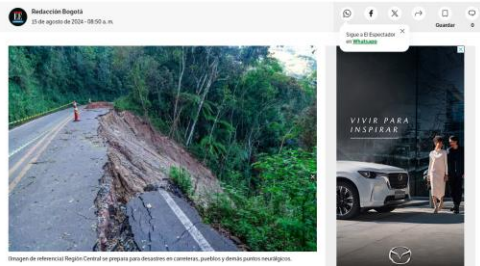 Redacción Bogotá
15 de agosto de 2024 - 08:50 a. m.
Guardar
0
Sigue a El Espectador
en Whatsapp
VIVIR PARA
INSPIRAR
(Imagen de referencia) Región Central se prepara para desastres en carreteras, pueblos y demás puntos neurálgicos.